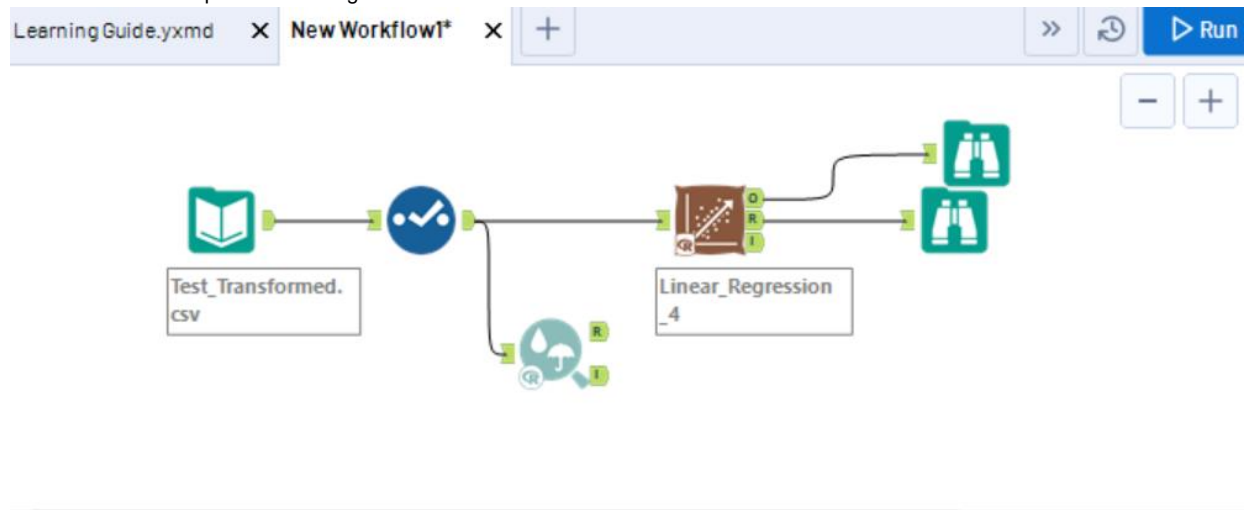 Learning Guide.yxmd X New Workflow1* X +
Run
Test_Transformed.
csv
Linear_Regression
_4
O
R
I
R
I